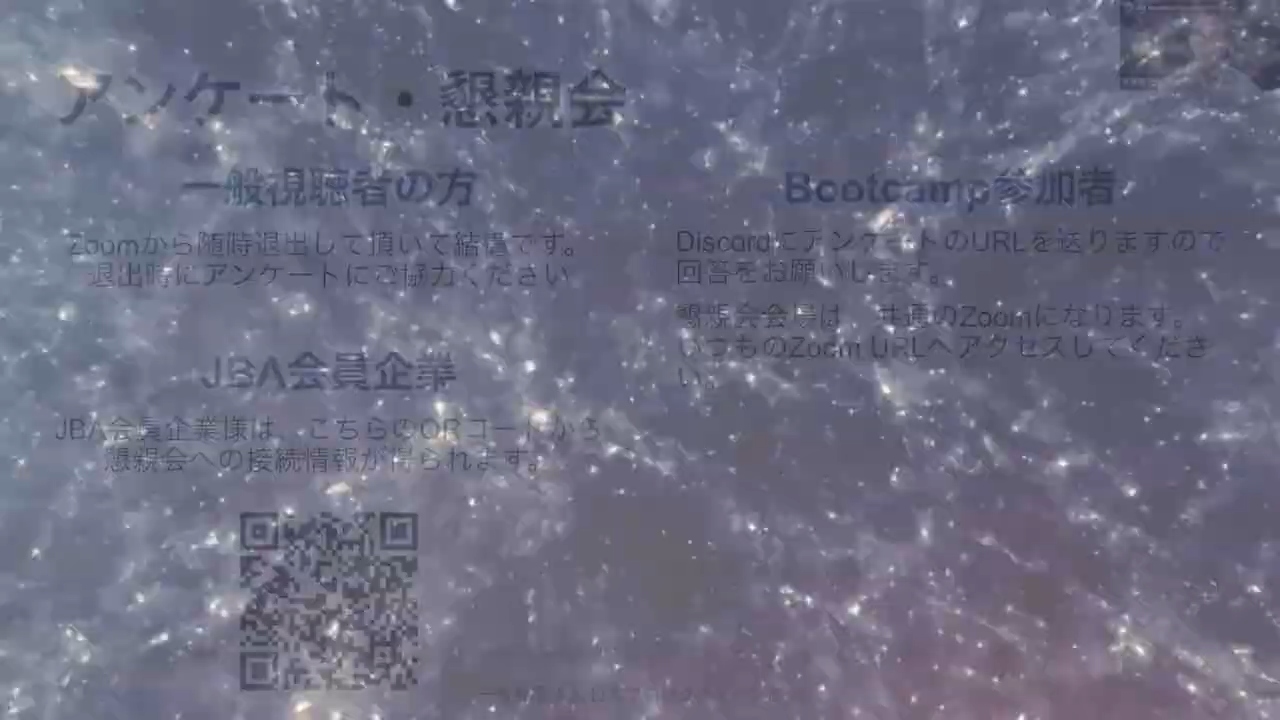 アンケート・懇親会
一般視聴者の方
Zoomから随時退出して頂いて結構です。
退出時にアンケートにご協力ください
JBA会員企業
JBA会員企業様は、こちらのQRコードから
懇親会への接続情報が得られます。
Bootcamp参加者
DiscordにアンケートのURLを送りますので
回答をお願いします。
懇親会会場は、共通のZoomになります。
いつものZoom URLへアクセスしてくださ
い。